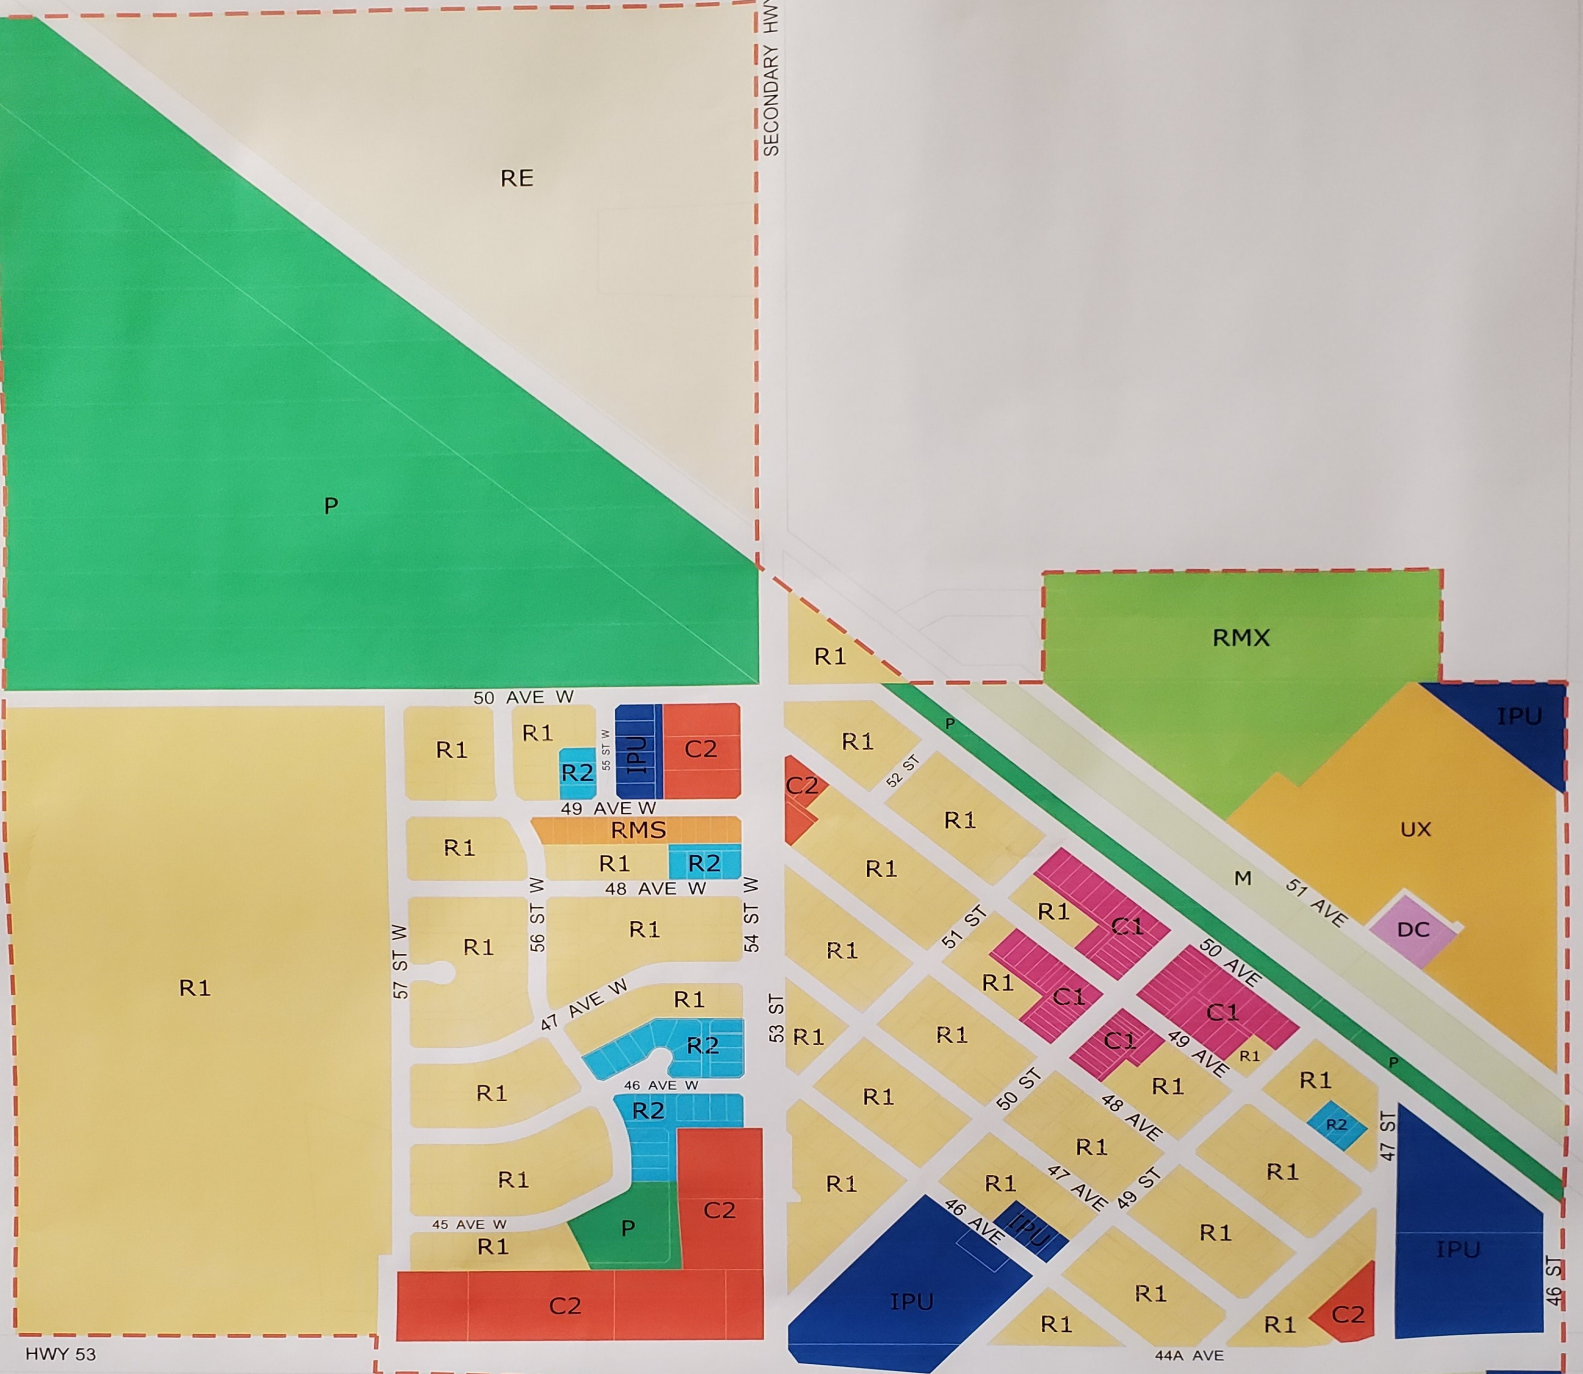 SECONDARY HWY
RE
P
R1
RMX
IPU
50 AVE W
P
R1
R1
R2
55 ST W
IPU
C2
R1
C2
52 ST
49 AVE W
RMS
R1
R1
R2
R1
R1
UX
48 AVE W
M
51 AVE
DC
R1
C1
51 ST
56 ST W
54 ST W
R1
R1
57 ST W
R1
50 AVE
R1
R1
C1
C1
47 AVE W
R1
53 ST
R1
R1
C1
49 AVE
R1
R2
P
46 AVE W
R1
R1
R1
50 ST
R1
R2
48 AVE
R2
47 ST
R1
R1
R1
R1
R1
47 AVE
49 ST
C2
P
45 AVE W
46 AVE
IPU
R1
R1
IPU
46 ST
C2
IPU
R1
R1
R1
C2
HWY 53
44A AVE